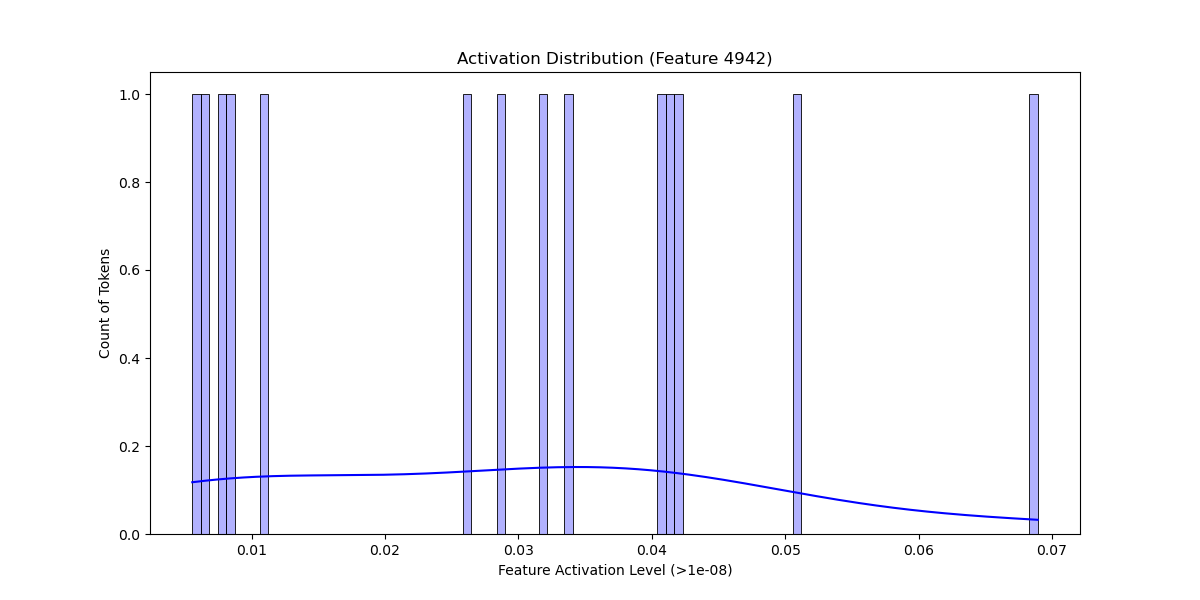 Activation Distribution (Feature 4942)
Count of Tokens
1.0
0.8
0.6
0.4
0.2
0.0
0.01 0.02 0.03 0.04 0.05 0.06 0.07
Feature Activation Level (>1e-08)